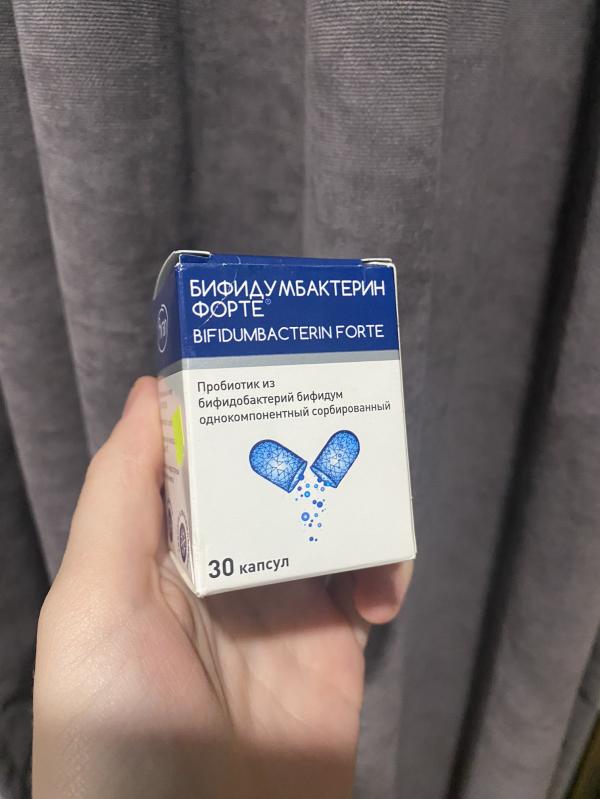 БИФИДУМБАКТЕРИН
ФОРТЕ®
BIFIDUMBACTERIN FORTE
Пробиотик из
бифидобактерий бифидум
однокомпонентный сорбированный
30 капсул